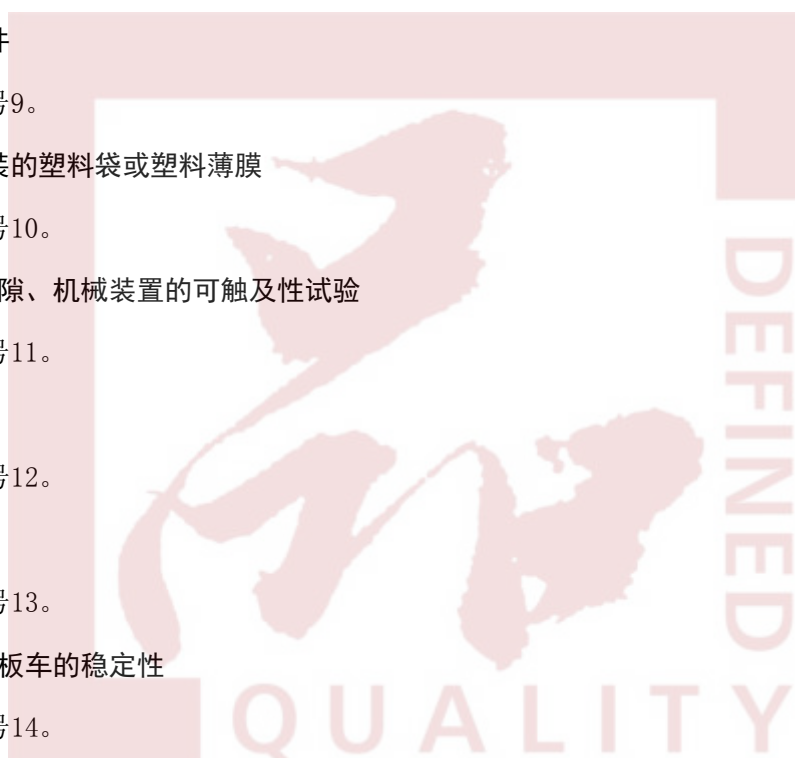 件
号9。
装的塑料袋或塑料薄膜
号10。
隙、机械装置的可触及性试验
号11。
号12。
号13。
板车的稳定性
号14。
DEFINED
QUALITY